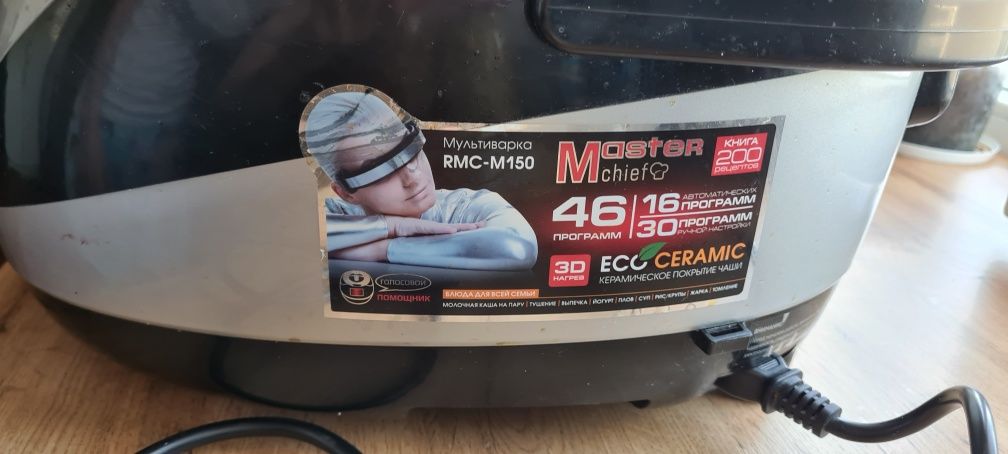 Мультиварка
RMC-M150
Master
chief
КНИГА
200
рецептов
46
ПРОГРАММ
16 АВТОМАТИЧЕСКИХ
ПРОГРАММ
30 ПРОГРАММ
РУЧНОЙ НАСТРОЙКИ
3D
НАГРЕВ
ECO CERAMIC
КЕРАМИЧЕСКОЕ ПОКРЫТИЕ ЧАШИ
ГОЛОСОВОЙ
ПОМОЩНИК
БЛЮДА ДЛЯ ВСЕЙ СЕМЬИ
МОЛОЧНАЯ КАША НА ПАРУ | ТУШЕНИЕ | ВЫПЕЧКА | ЙОГУРТ | ПЛОВ | СУП | РИС/КРУПЫ | ЖАРКА | ТОМЛЕНИЕ
ВНИМАНИЕ!